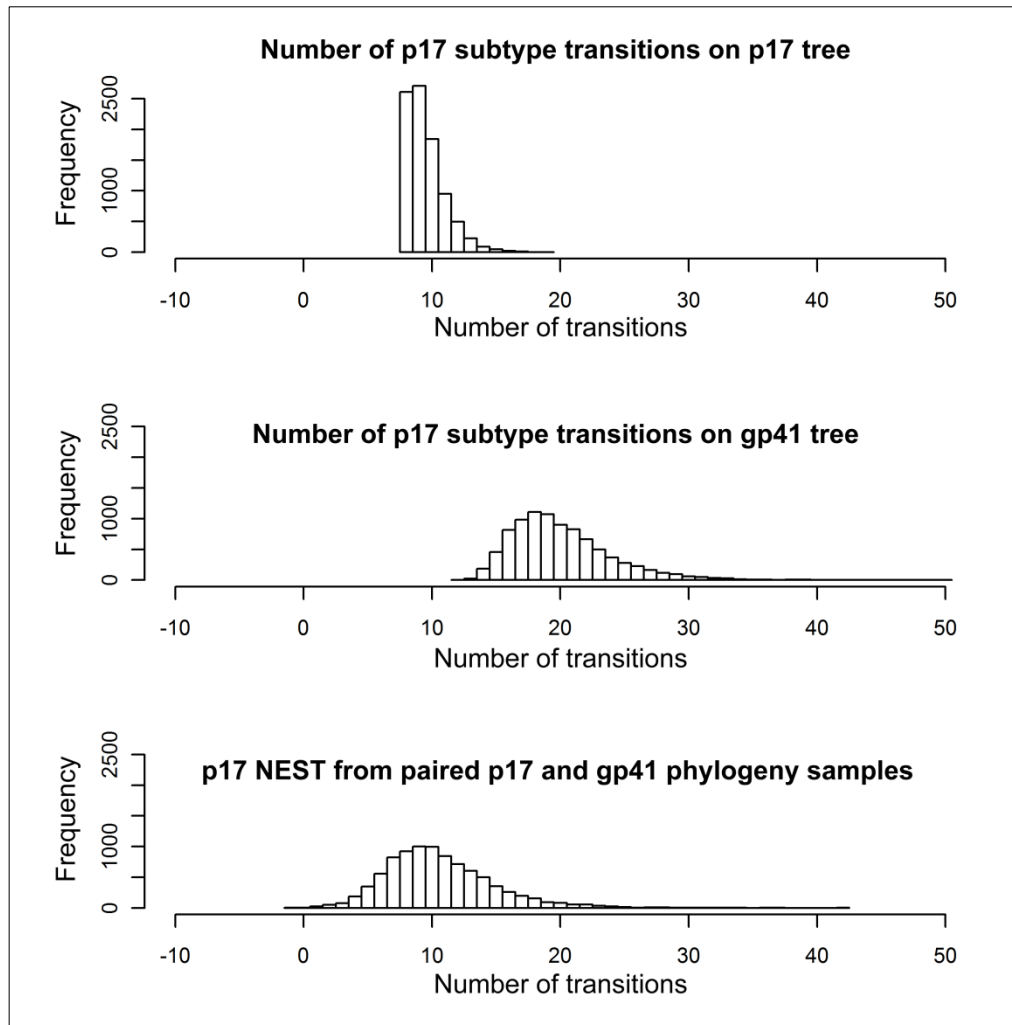 Number of p17 subtype transitions on p17 tree
Frequency
2500
1000
0
-10 0 10 20 30 40 50
Number of transitions
Number of p17 subtype transitions on gp41 tree
Frequency
2500
1000
0
-10 0 10 20 30 40 50
Number of transitions
p17 NEST from paired p17 and gp41 phylogeny samples
Frequency
2500
1000
0
-10 0 10 20 30 40 50
Number of transitions